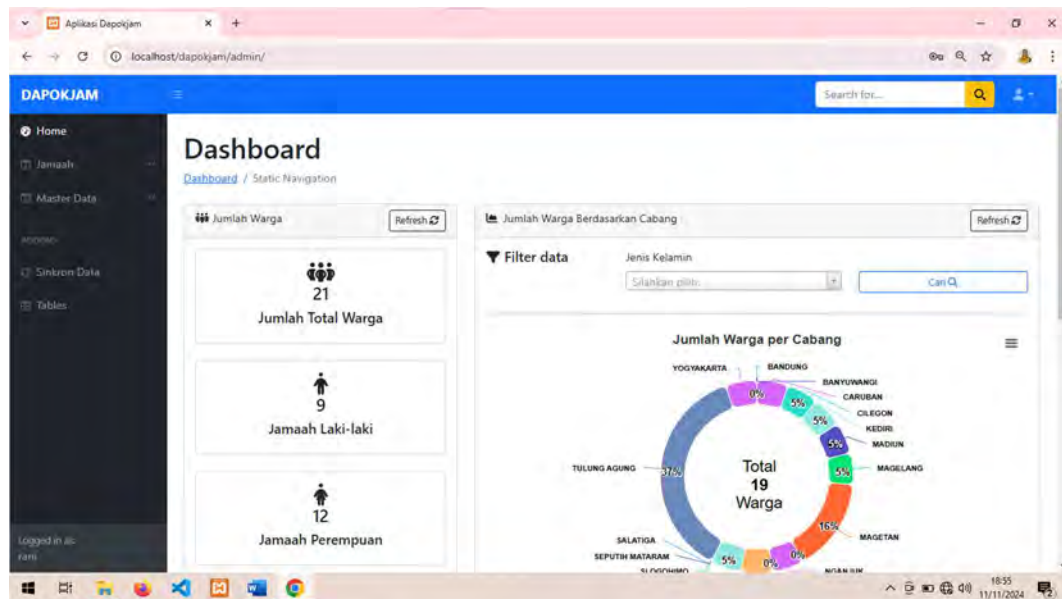 Aplikasi Dapokjam
localhost/dapokjam/admin/
DAPOKJAM
Search for...
Home
Jamaah
Master Data
Sinkron Data
Tables
Logged in as:
rani
Dashboard
Dashboard / Static Navigation
Jumlah Warga
Refresh
21
Jumlah Total Warga
9
Jamaah Laki-laki
12
Jamaah Perempuan
Jumlah Warga Berdasarkan Cabang
Refresh
Filter data
Jenis Kelamin
Silahkan pilih
Cari
Jumlah Warga per Cabang
YOGYAKARTA
BANDUNG
BANYUWANGI
CARUBAN
CILEGON
KEDIRI
MADIUN
MAGELANG
MAGETAN
NGANJUK
TULUNG AGUNG
SALATIGA
SEPUTIH MATARAM
SLOGOHIMO
0%
5%
5%
5%
5%
16%
0%
0%
5%
37%
Total
19
Warga
18:55
11/11/2024